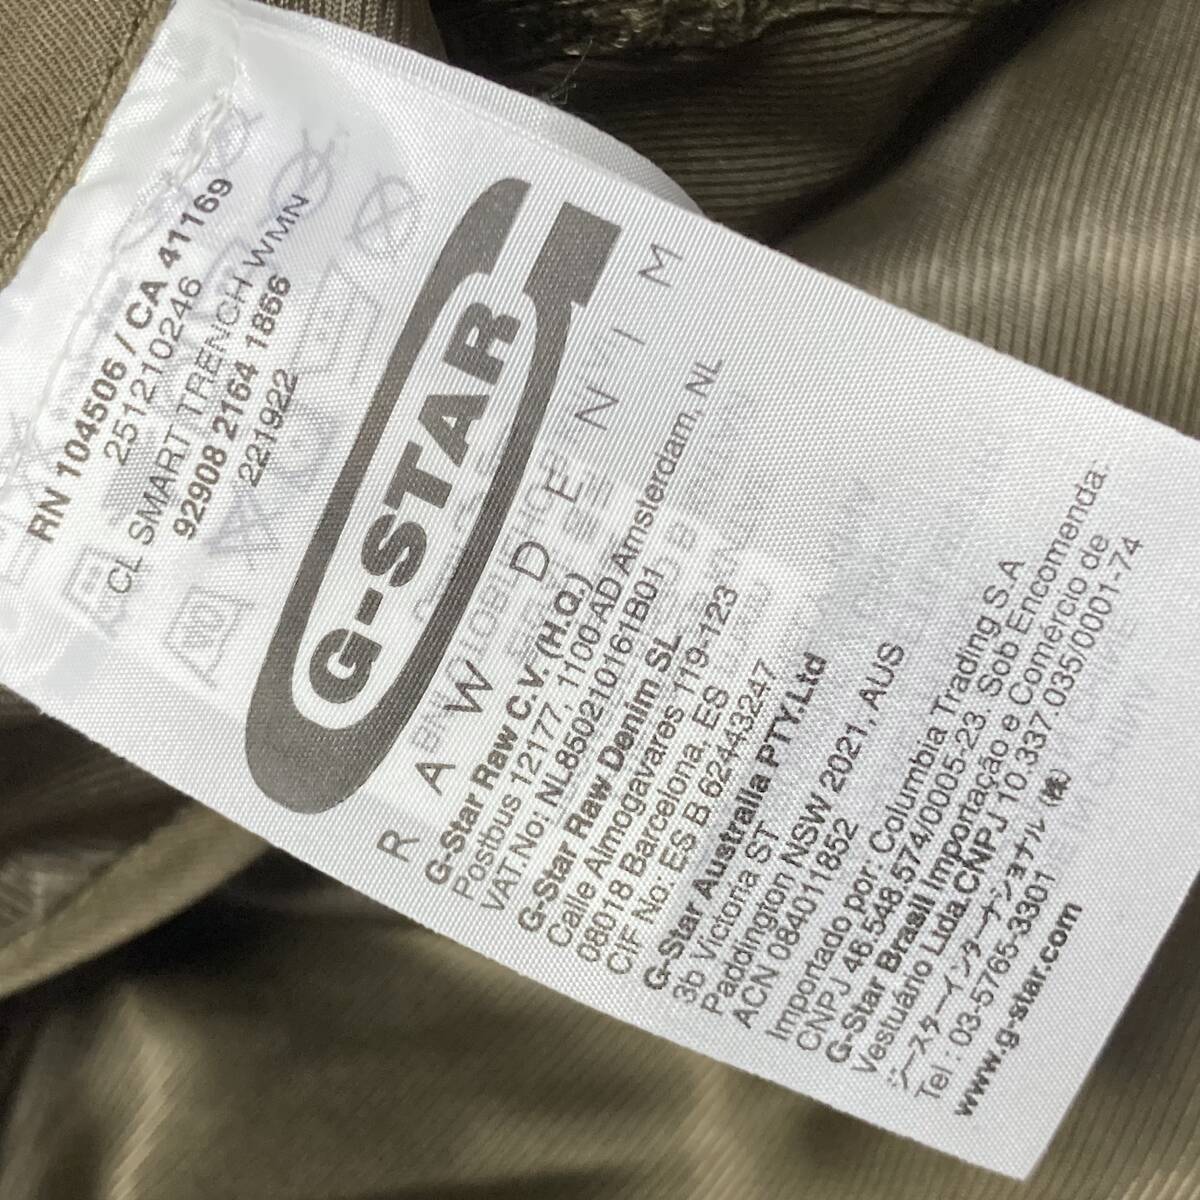 RN 104506 / CA 41169
251210246
CL SMART TRENCH WMN
92908 2164 1866
221922
G-STAR
RAW DENIM
G-Star Raw C.V. (H.Q.)
Postbus 12177, 1100 AD Amsterdam, NL
VAT.No: NL850210161B01
G-Star Raw Denim SL
Calle Almogavares 119-123
08018 Barcelona, ES
CIF No: ES B 62443247
G-Star Australia PTY.Ltd
3b Victoria ST
Paddington NSW 2021, AUS
ACN 084011852
Importado por: Columbia Trading S.A
CNPJ 46.548.574/0005-23. Sob Encomenda:
G-Star Brasil Importação e Comércio de
Vestuário Ltda.CNPJ 10.337.035/0001-74
ジースターインターナショナル (株)
Tel : 03-5765-3301
www.g-star.com